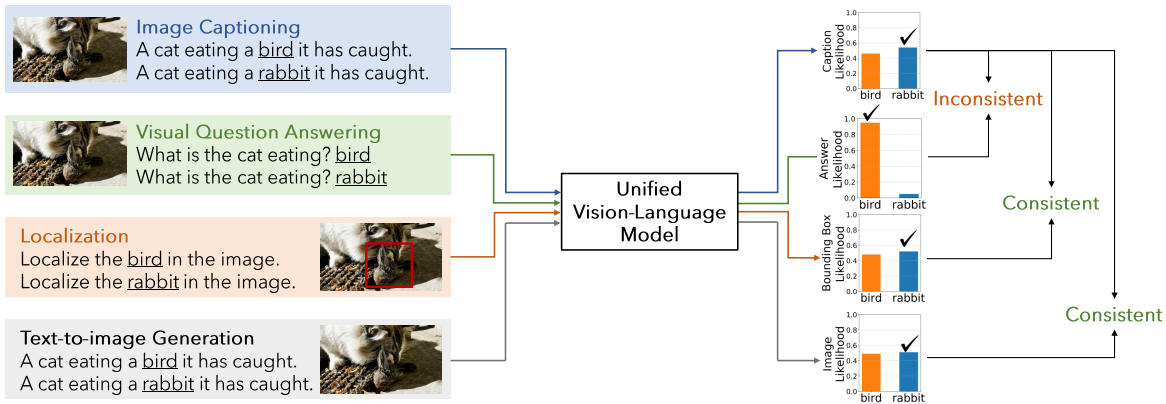 Image Captioning
A cat eating a bird it has caught.
A cat eating a rabbit it has caught.
Visual Question Answering
What is the cat eating? bird
What is the cat eating? rabbit
Localization
Localize the bird in the image.
Localize the rabbit in the image.
Text-to-image Generation
A cat eating a bird it has caught.
A cat eating a rabbit it has caught.
Unified
Vision-Language
Model
Caption
Likelihood
1.0
0.8
0.6
0.4
0.2
0.0
bird rabbit
Answer
Likelihood
1.0
0.8
0.6
0.4
0.2
0.0
bird rabbit
Bounding Box
Likelihood
1.0
0.8
0.6
0.4
0.2
0.0
bird rabbit
Image
Likelihood
1.0
0.8
0.6
0.4
0.2
0.0
bird rabbit
Inconsistent
Consistent
Consistent